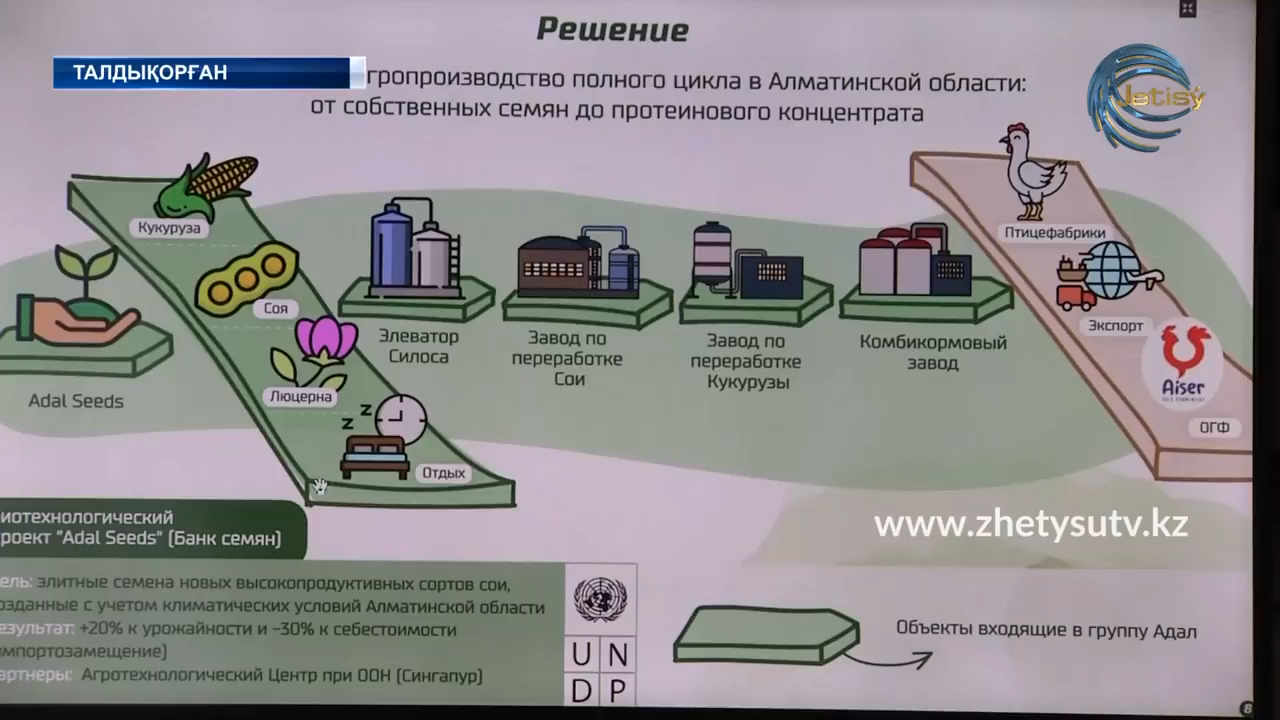 Решение
ТАЛДЫҚОРҒАН
гропроизводство полного цикла в Алматинской области:
от собственных семян до протеинового концентрата
Jetisý
Кукуруза
Соя
Люцерна
Отдых
Adal Seeds
Элеватор
Силоса
Завод по
переработке
Сои
Завод по
переработке
Кукурузы
Комбикормовый
завод
Птицефабрики
Экспорт
Aiser
ОГФ
www.zhetysutv.kz
иотехнологический
роект "Adal Seeds" (Банк семян)
ель: элитные семена новых высокопродуктивных сортов сои,
озданные с учетом климатических условий Алматинской области
езультат: +20% к урожайности и -30% к себестоимости
импортозамещение)
артнеры: Агротехнологический Центр при ООН (Сингапур)
U N
D P
Объекты входящие в группу Адал
8